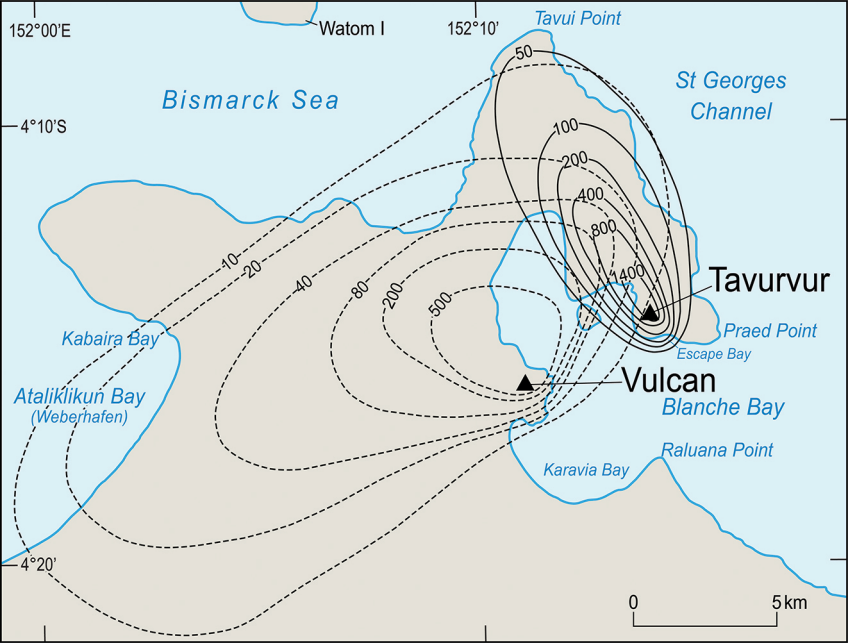 Tavui Point
152°00'E
Watom I
152°10'
50
St Georges
Channel
Bismarck Sea
4°10'S
100
200
400
800
10
20
40
80
200
500
1400
Tavurvur
Praed Point
Kabaira Bay
Escape Bay
Vulcan
Ataliklikun Bay
(Weberhafen)
Blanche Bay
Raluana Point
Karavia Bay
4°20'
0
5 km